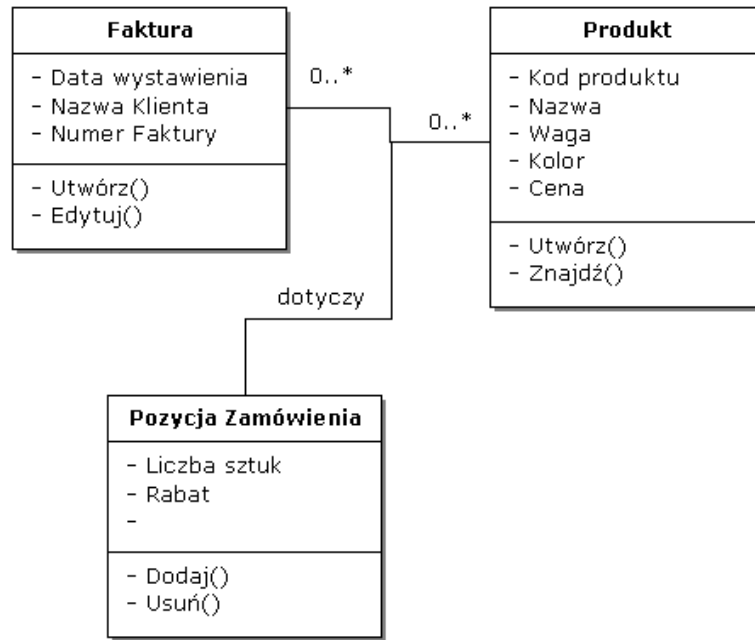 Faktura
- Data wystawienia
- Nazwa Klienta
- Numer Faktury
- Utwórz()
- Edytuj()
0..*
0..*
Produkt
- Kod produktu
- Nazwa
- Waga
- Kolor
- Cena
- Utwórz()
- Znajdź()
dotyczy
Pozycja Zamówienia
- Liczba sztuk
- Rabat
-
- Dodaj()
- Usuń()